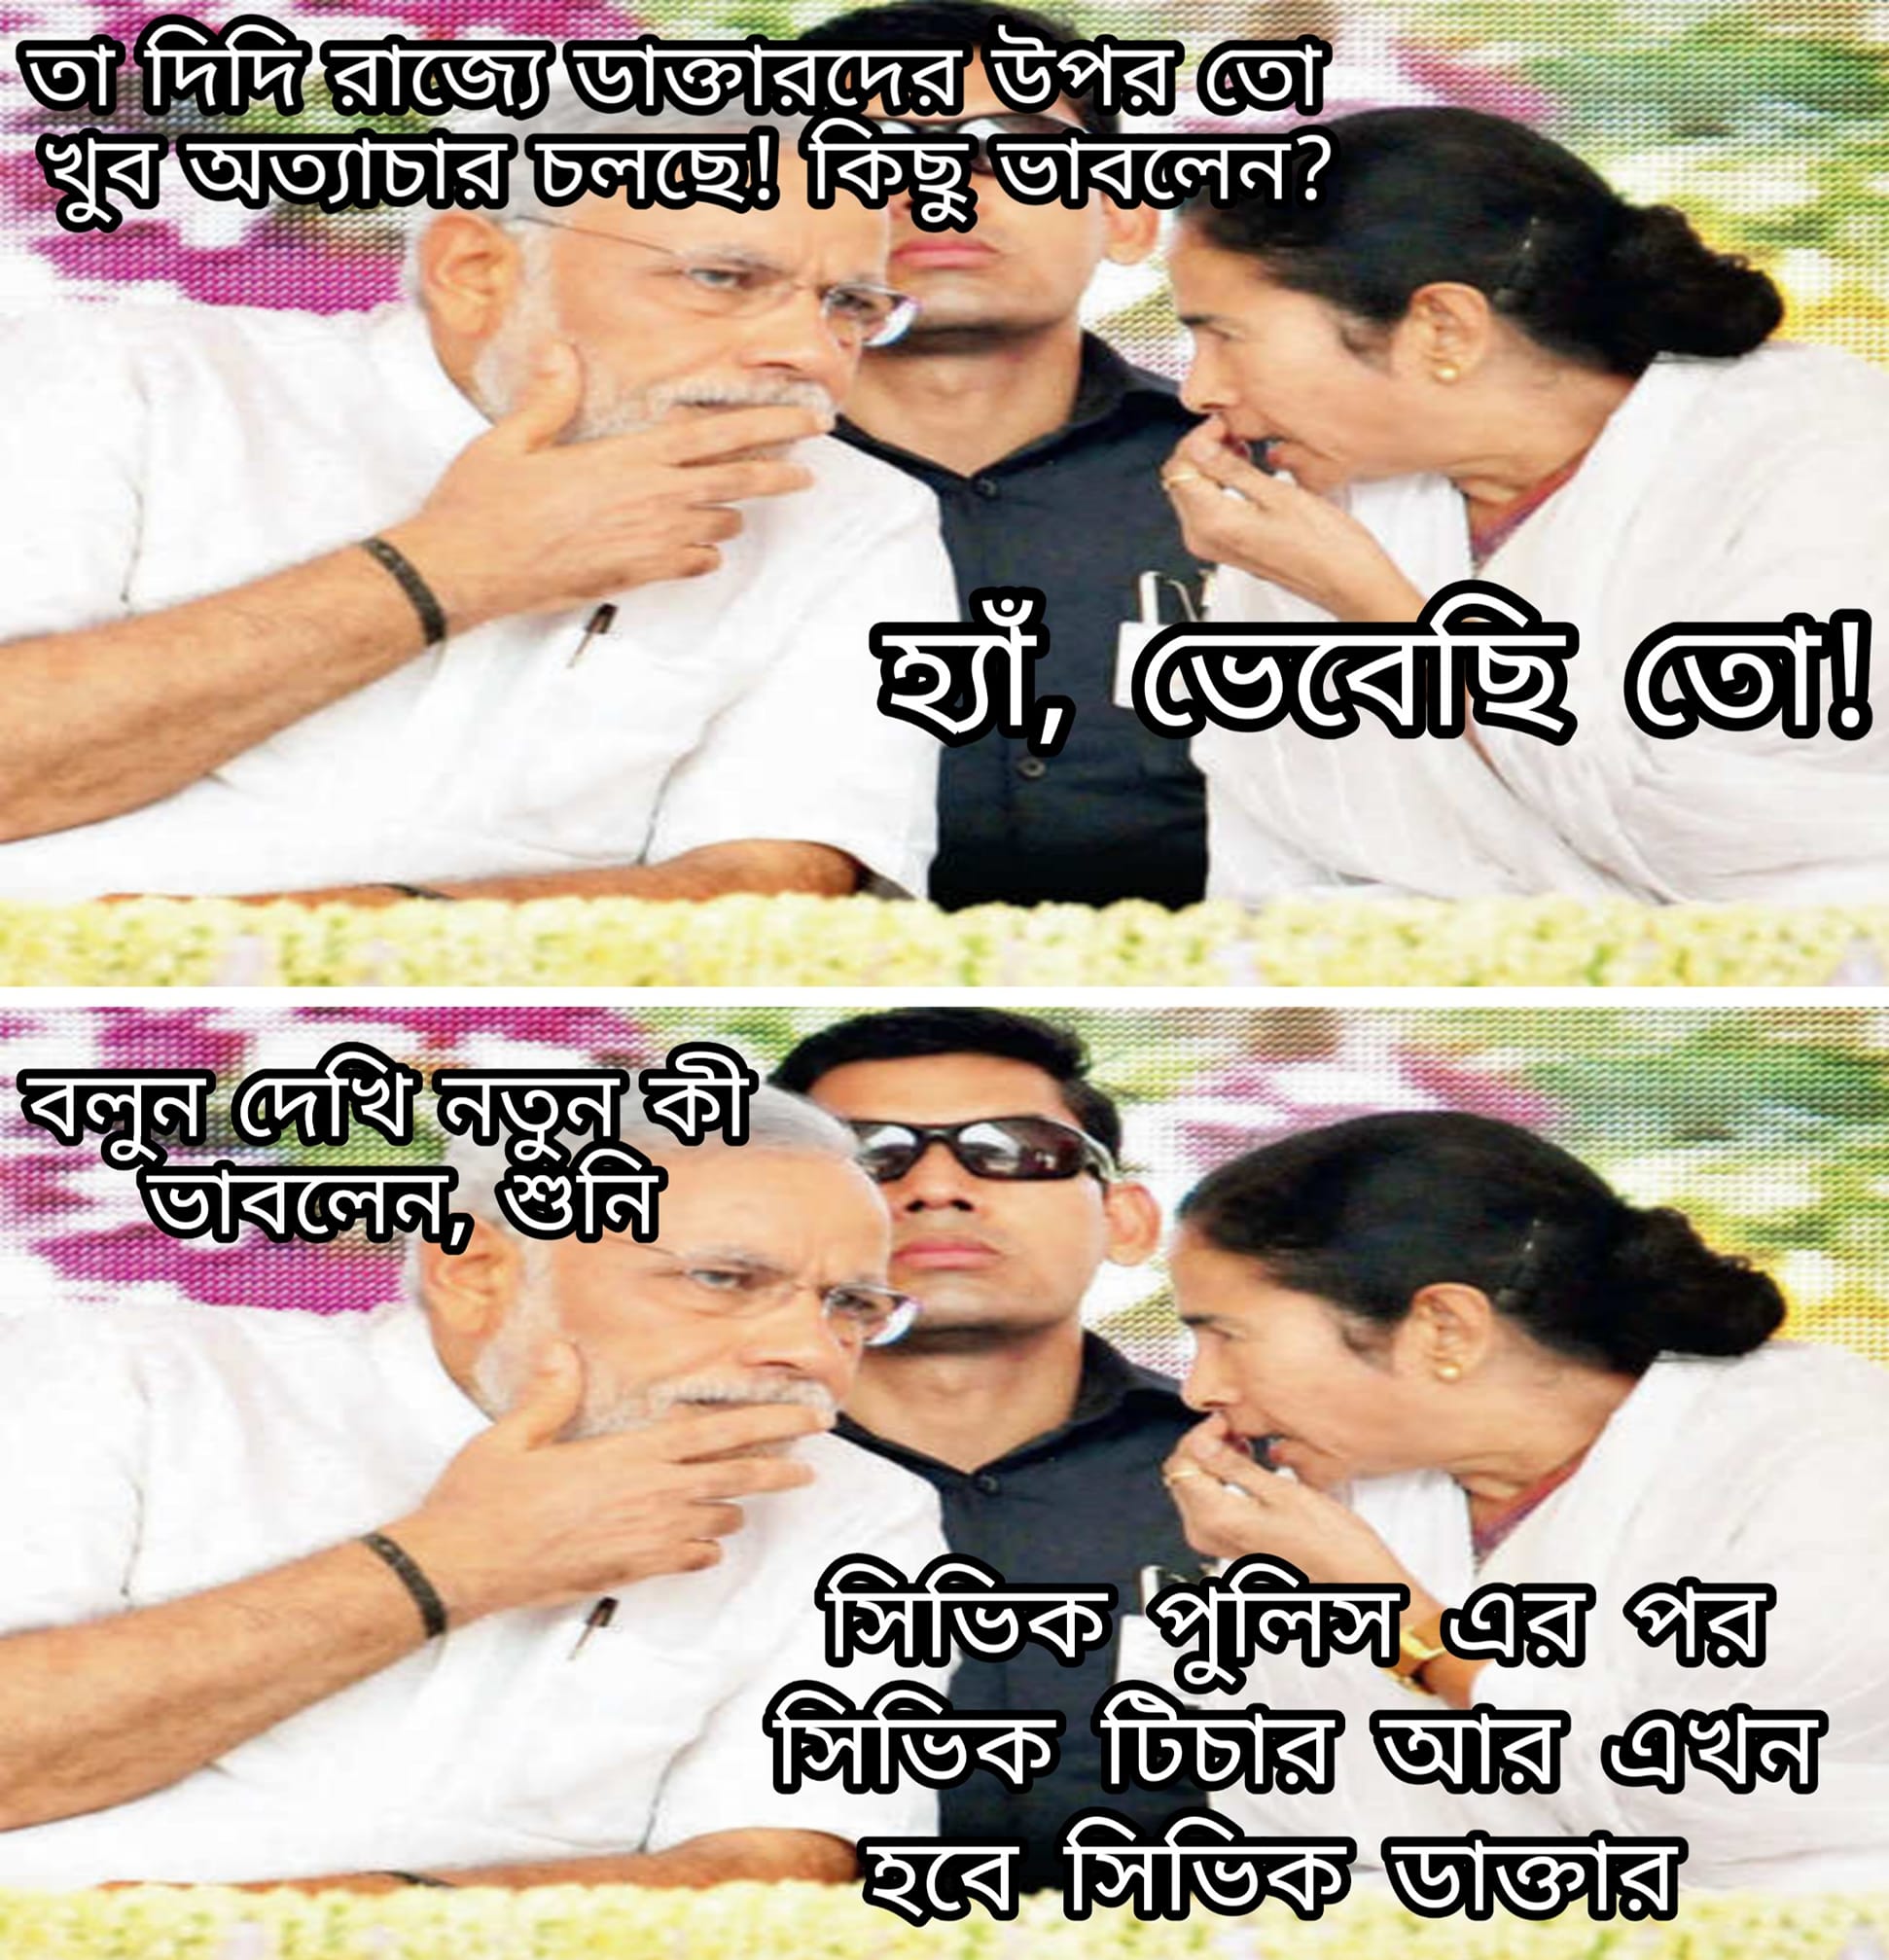 তা দিদি রাজ্যে ডাক্তারদের উপর তো
খুব অত্যাচার চলছে! কিছু ভাবলেন?
হ্যাঁ, ভেবেছি তো!
বলুন দেখি নতুন কী
ভাবলেন, শুনি
সিভিক পুলিস এর পর
সিভিক টিচার আর এখন
হবে সিভিক ডাক্তার